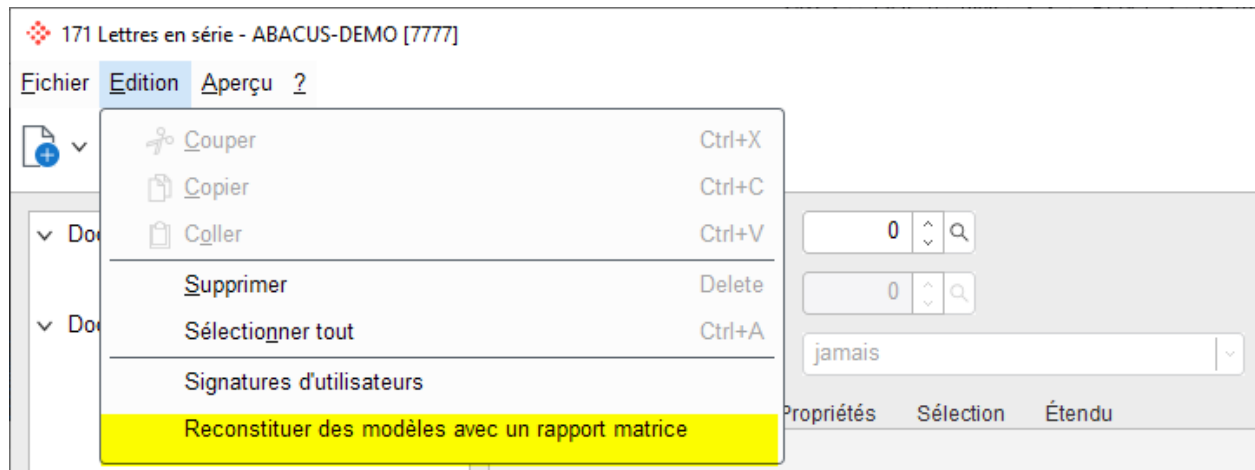 171 Lettres en série - ABACUS-DEMO [7777]
Fichier Edition Aperçu ?
Couper Ctrl+X
Copier Ctrl+C
Coller Ctrl+V
0
Supprimer Delete
0
Sélectionner tout Ctrl+A
jamais
Signatures d'utilisateurs
Reconstituer des modèles avec un rapport matrice
Propriétés Sélection Étendu